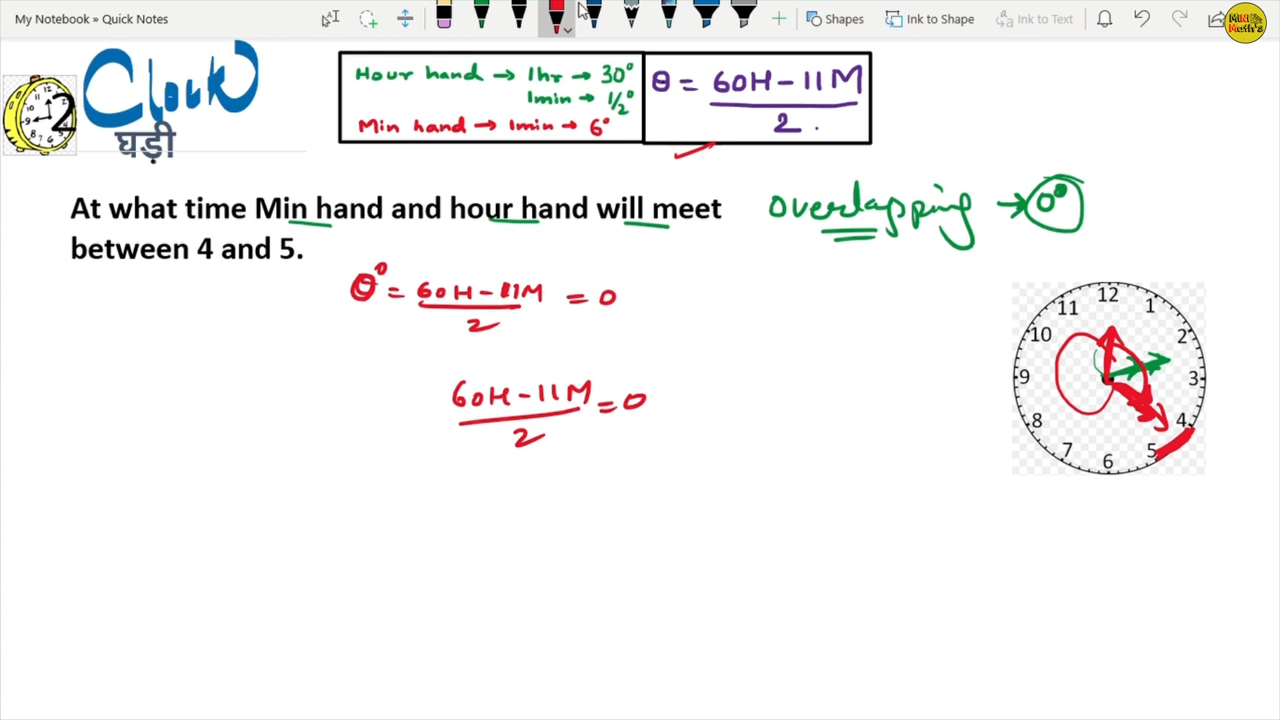 My Notebook » Quick Notes
Shapes
Ink to Shape
Ink to Text
Mini Math's
Clock
घड़ी
2
Hour hand → 1hr → 30°
1min → 1/2°
Min hand → 1min → 6°
θ = 60H - 11M / 2 .
At what time Min hand and hour hand will meet
between 4 and 5.
overlapping → 0°
θ° = 60H - 11M / 2 = 0
60H - 11M / 2 = 0
12
1
2
3
4
5
6
7
8
9
10
11